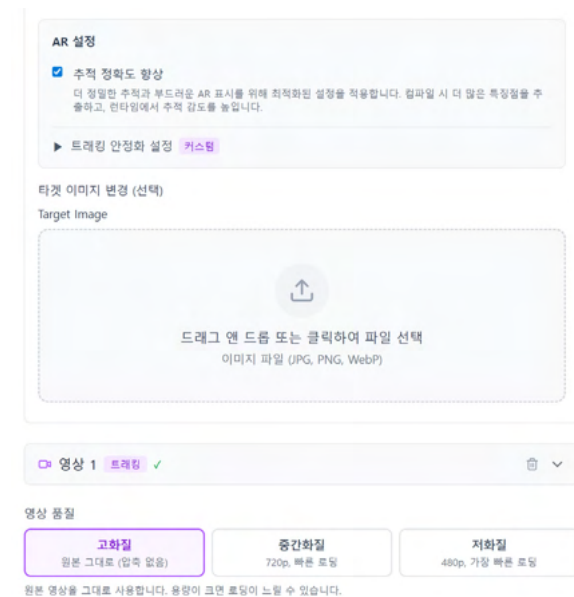 AR 설정
추적 정확도 향상
더 정밀한 추적과 부드러운 AR 표시를 위해 최적화된 설정을 적용합니다. 컴파일 시 더 많은 특징점을 추
출하고, 런타임에서 추적 강도를 높입니다.
▶ 트래킹 안정화 설정 커스텀
타겟 이미지 변경 (선택)
Target Image
드래그 앤 드롭 또는 클릭하여 파일 선택
이미지 파일 (JPG, PNG, WebP)
영상 1 트래킹 ✓
영상 품질
고화질 중간화질 저화질
원본 그대로 (압축 없음) 720p, 빠른 로딩 480p, 가장 빠른 로딩
원본 영상을 그대로 사용합니다. 용량이 크면 로딩이 느릴 수 있습니다.